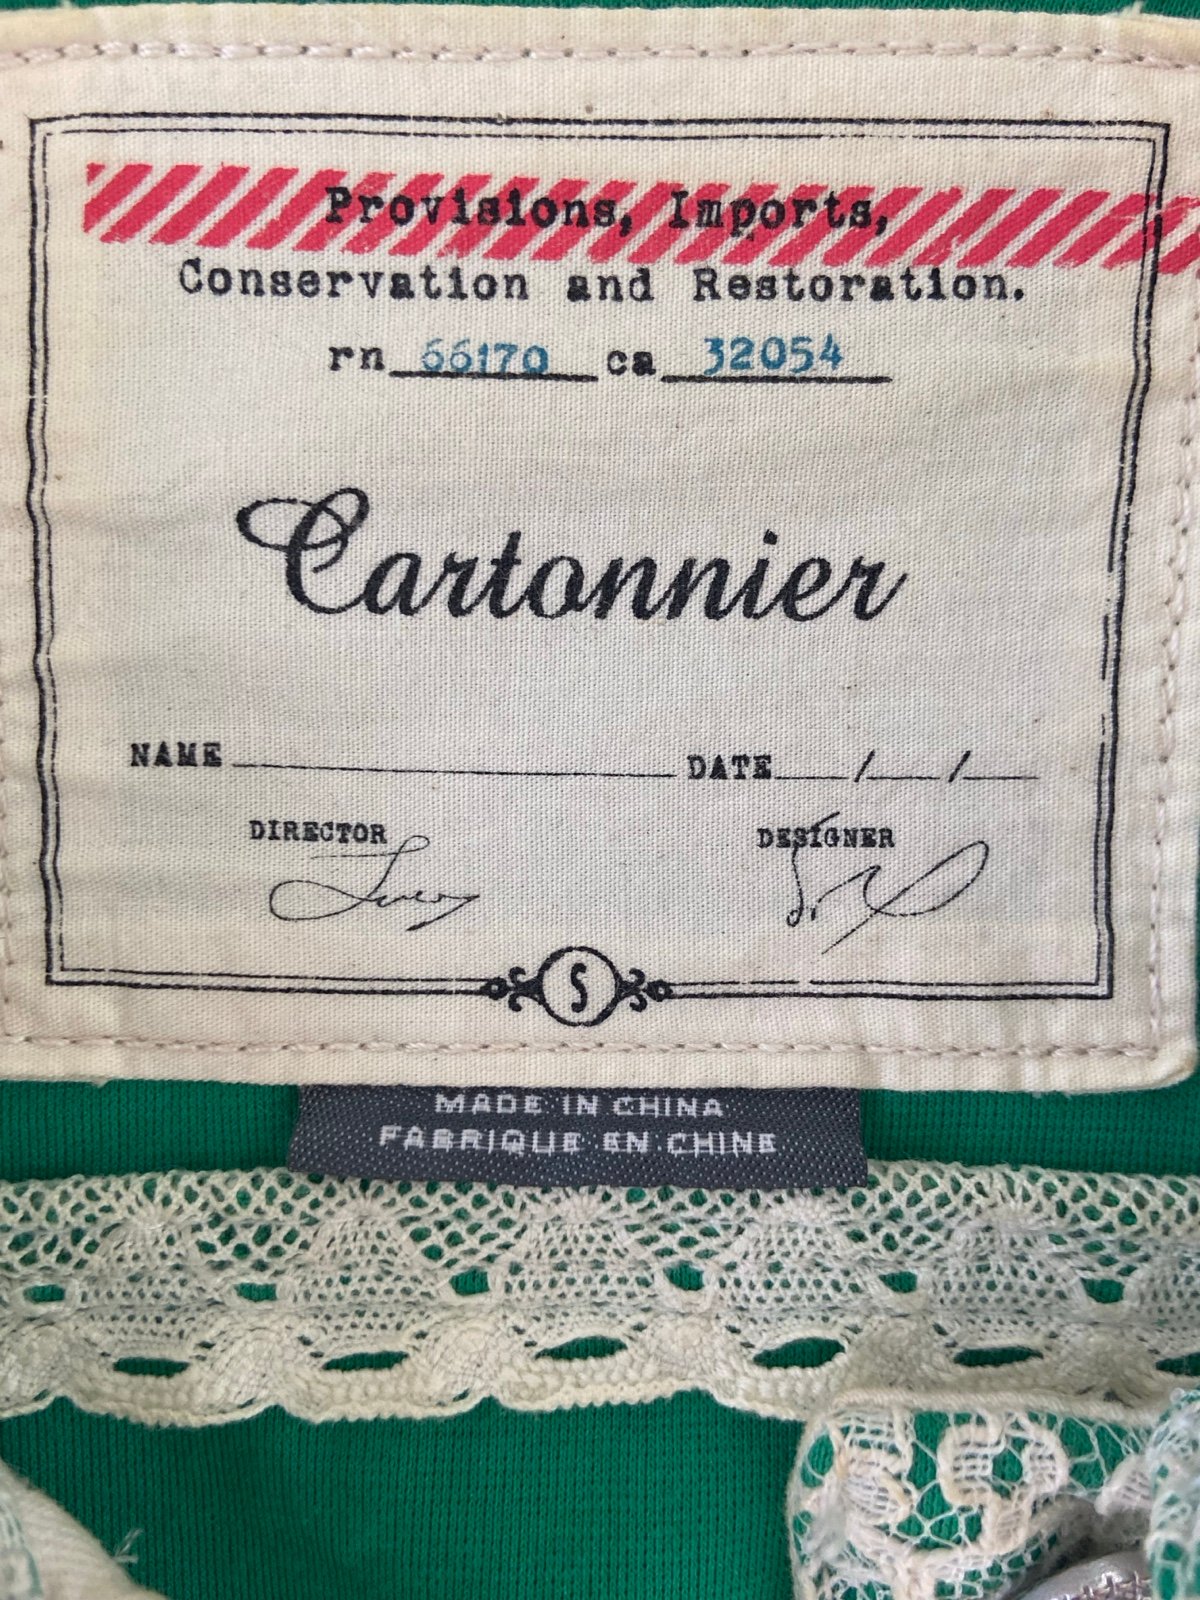 Provisions, Imports,
Conservation and Restoration.
rn 66170 ca 32054
Cartonnier
NAME DATE / /
DIRECTOR DESIGNER
S
MADE IN CHINA
FABRIQUE EN CHINE